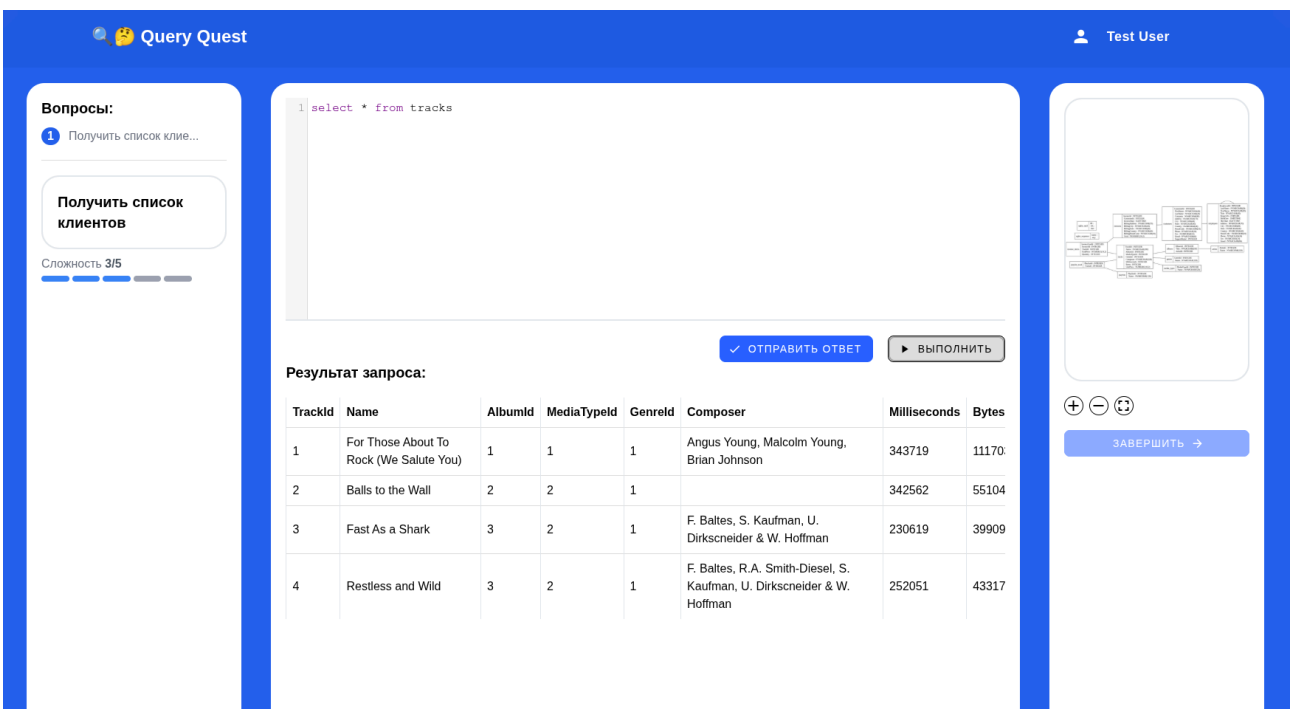 🔍🤔 Query Quest
Test User
Вопросы:
1 Получить список клие...
Получить список
клиентов
Сложность 3/5
1 select * from tracks
ОТПРАВИТЬ ОТВЕТ
ВЫПОЛНИТЬ
Результат запроса:
TrackId Name AlbumId MediaTypeId GenreId Composer Milliseconds Bytes
1 For Those About To Rock (We Salute You) 1 1 1 Angus Young, Malcolm Young, Brian Johnson 343719 11170
2 Balls to the Wall 2 2 1 342562 55104
3 Fast As a Shark 3 2 1 F. Baltes, S. Kaufman, U. Dirkscneider & W. Hoffman 230619 39909
4 Restless and Wild 3 2 1 F. Baltes, R.A. Smith-Diesel, S. Kaufman, U. Dirkscneider & W. Hoffman 252051 43317
ЗАВЕРШИТЬ